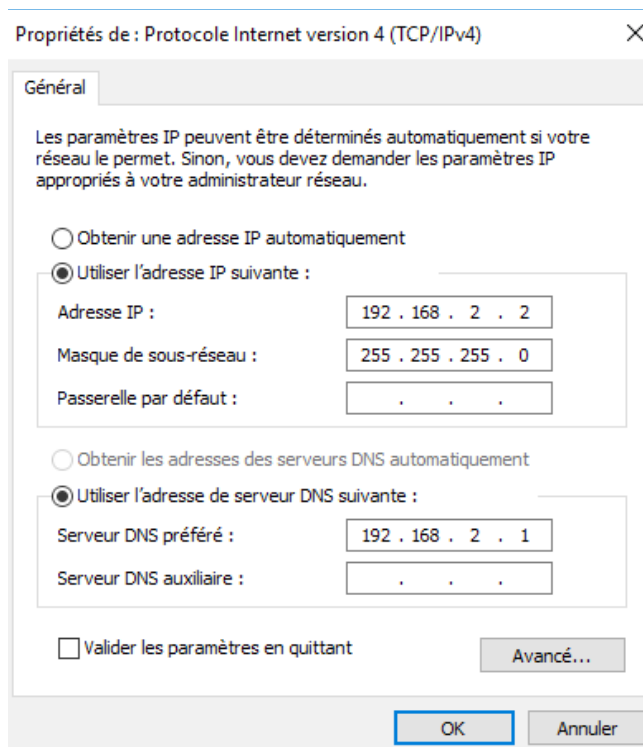 Propriétés de : Protocole Internet version 4 (TCP/IPv4)
Général
Les paramètres IP peuvent être déterminés automatiquement si votre
réseau le permet. Sinon, vous devez demander les paramètres IP
appropriés à votre administrateur réseau.
Obtenir une adresse IP automatiquement
Utiliser l'adresse IP suivante :
Adresse IP : 192 . 168 . 2 . 2
Masque de sous-réseau : 255 . 255 . 255 . 0
Passerelle par défaut : . . .
Obtenir les adresses des serveurs DNS automatiquement
Utiliser l'adresse de serveur DNS suivante :
Serveur DNS préféré : 192 . 168 . 2 . 1
Serveur DNS auxiliaire : . . .
Valider les paramètres en quittant Avancé...
OK Annuler